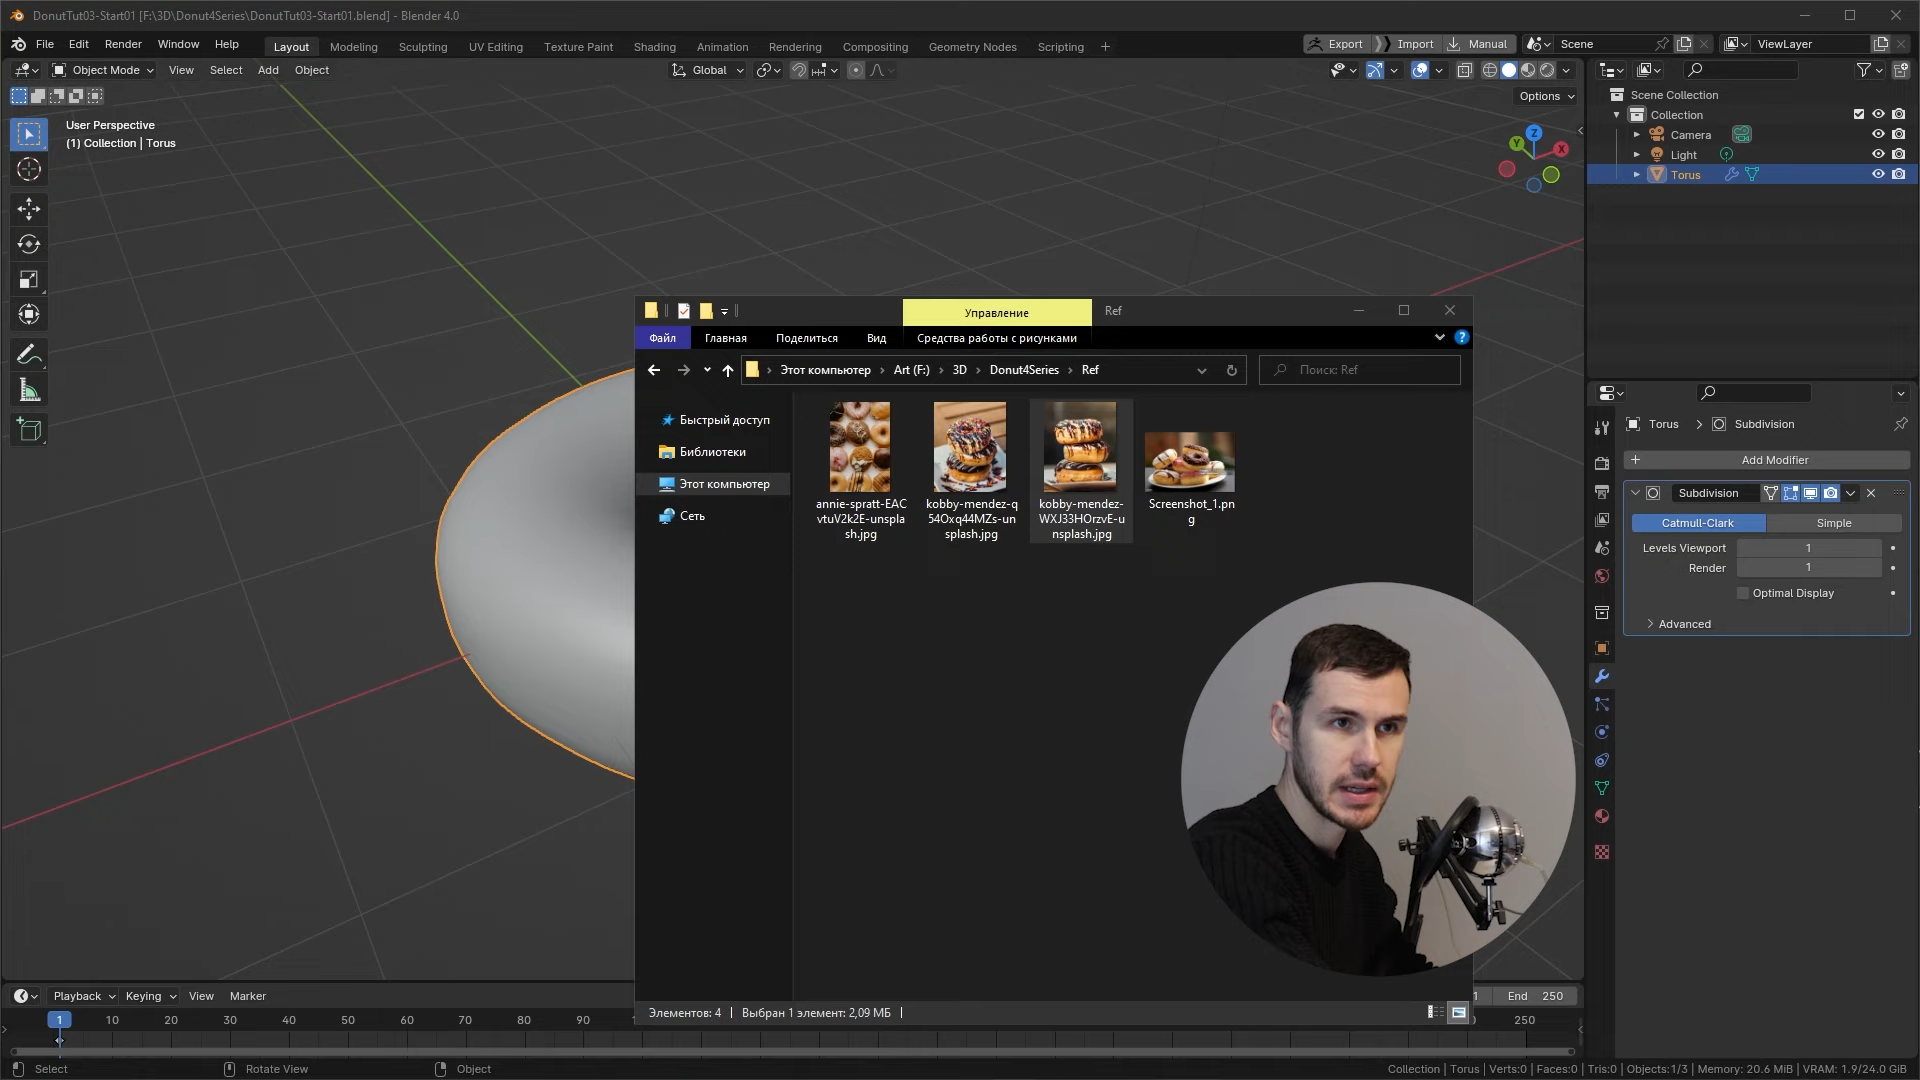 DonutTut03-Start01 [F:\3D\Donut4Series\DonutTut03-Start01.blend] - Blender 4.0
File Edit Render Window Help
Layout Modeling Sculpting UV Editing Texture Paint Shading Animation Rendering Compositing Geometry Nodes Scripting +
Export Import Manual Scene ViewLayer
Object Mode View Select Add Object Global
Options
User Perspective
(1) Collection | Torus
Z
Y
X
Scene Collection
Collection
Camera
Light
Torus
Torus > Subdivision
+ Add Modifier
Subdivision
Catmull-Clark Simple
Levels Viewport 1
Render 1
Optimal Display
Advanced
Управление Ref
Файл Главная Поделиться Вид Средства работы с рисунками
Этот компьютер > Art (F:) > 3D > Donut4Series > Ref
Поиск: Ref
Быстрый доступ
Библиотеки
Этот компьютер
Сеть
annie-spratt-EAC
vtuV2k2E-unspla
sh.jpg
kobby-mendez-q
54Oxq44MZs-un
splash.jpg
kobby-mendez-
WXJ33HOrzvE-u
nsplash.jpg
Screenshot_1.pn
g
Элементов: 4 | Выбран 1 элемент: 2,09 МБ |
Playback Keying View Marker
1 End 250
1 10 20 30 40 50 60 70 80 90 250
Select Rotate View Object
Collection | Torus | Verts:0 | Faces:0 | Tris:0 | Objects:1/3 | Memory: 20.6 MiB | VRAM: 1.9/24.0 GiB